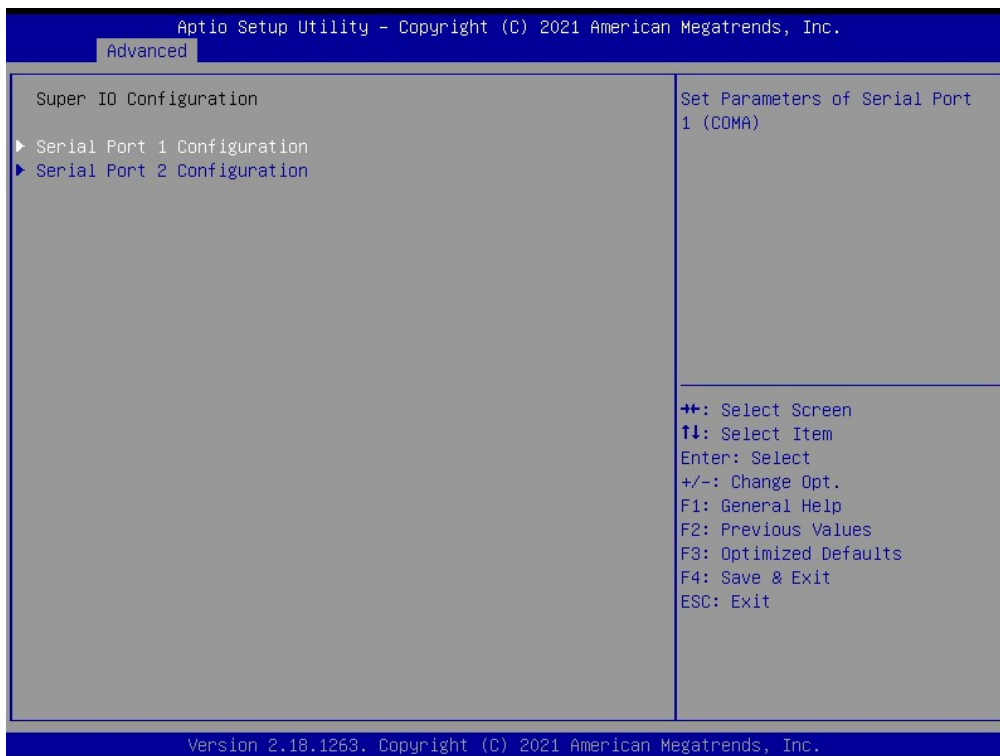 Aptio Setup Utility – Copyright (C) 2021 American Megatrends, Inc.
Advanced
Super IO Configuration
▶ Serial Port 1 Configuration
▶ Serial Port 2 Configuration
Set Parameters of Serial Port
1 (COMA)
→←: Select Screen
↑↓: Select Item
Enter: Select
+/-: Change Opt.
F1: General Help
F2: Previous Values
F3: Optimized Defaults
F4: Save & Exit
ESC: Exit
Version 2.18.1263. Copyright (C) 2021 American Megatrends, Inc.